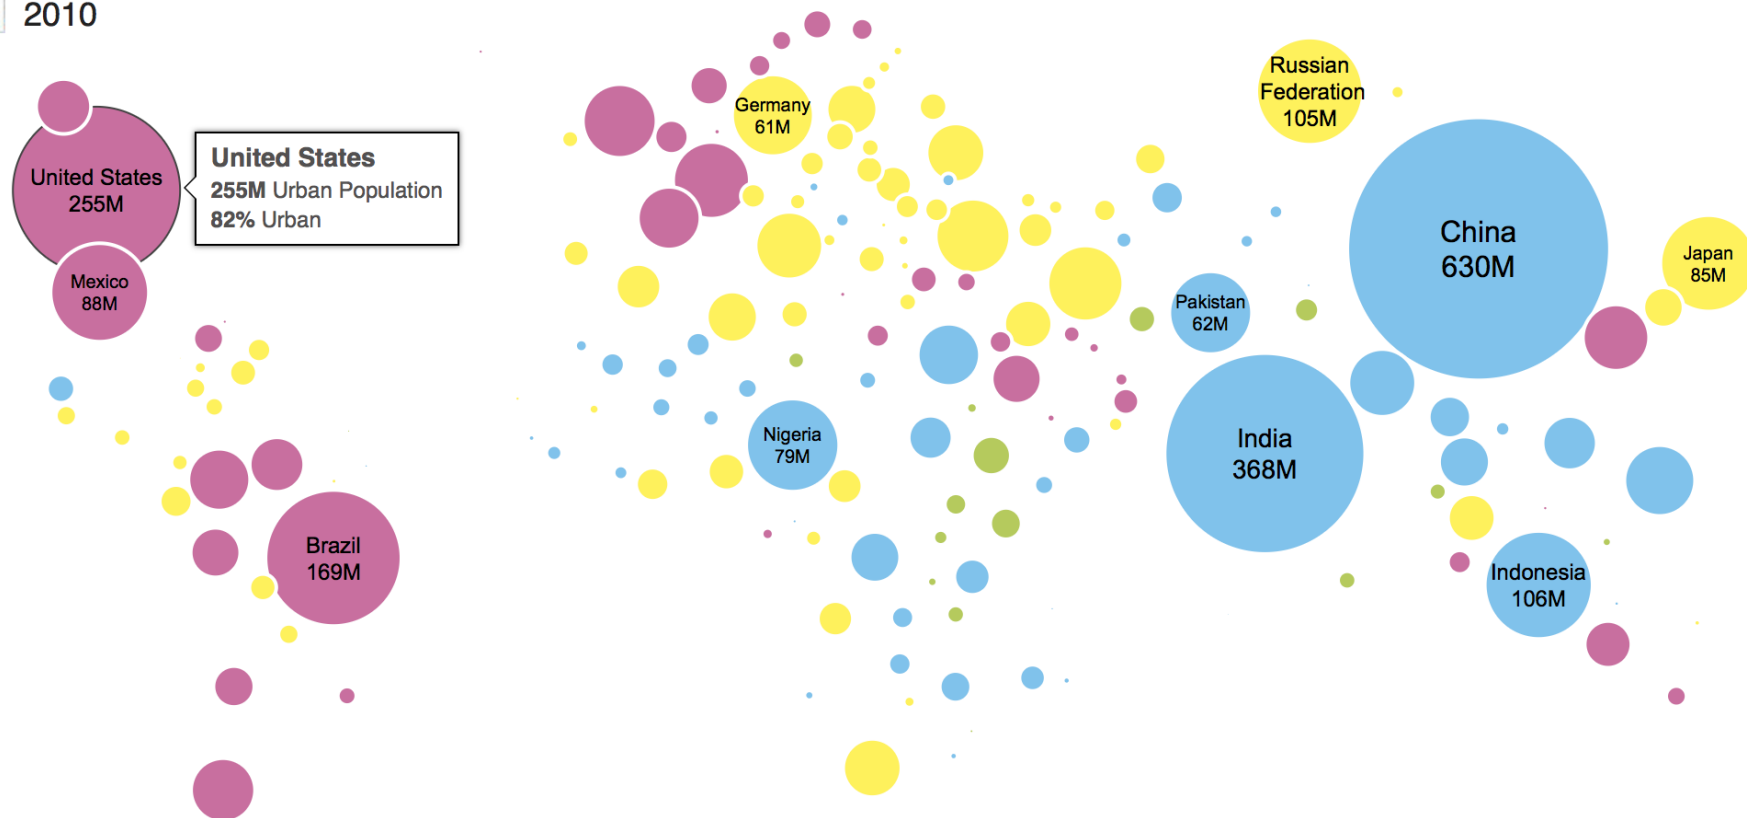 2010
Russian
Federation
105M
Germany
61M
United States
255M
United States
255M Urban Population
82% Urban
China
630M
Japan
85M
Mexico
88M
Pakistan
62M
Nigeria
79M
India
368M
Brazil
169M
Indonesia
106M